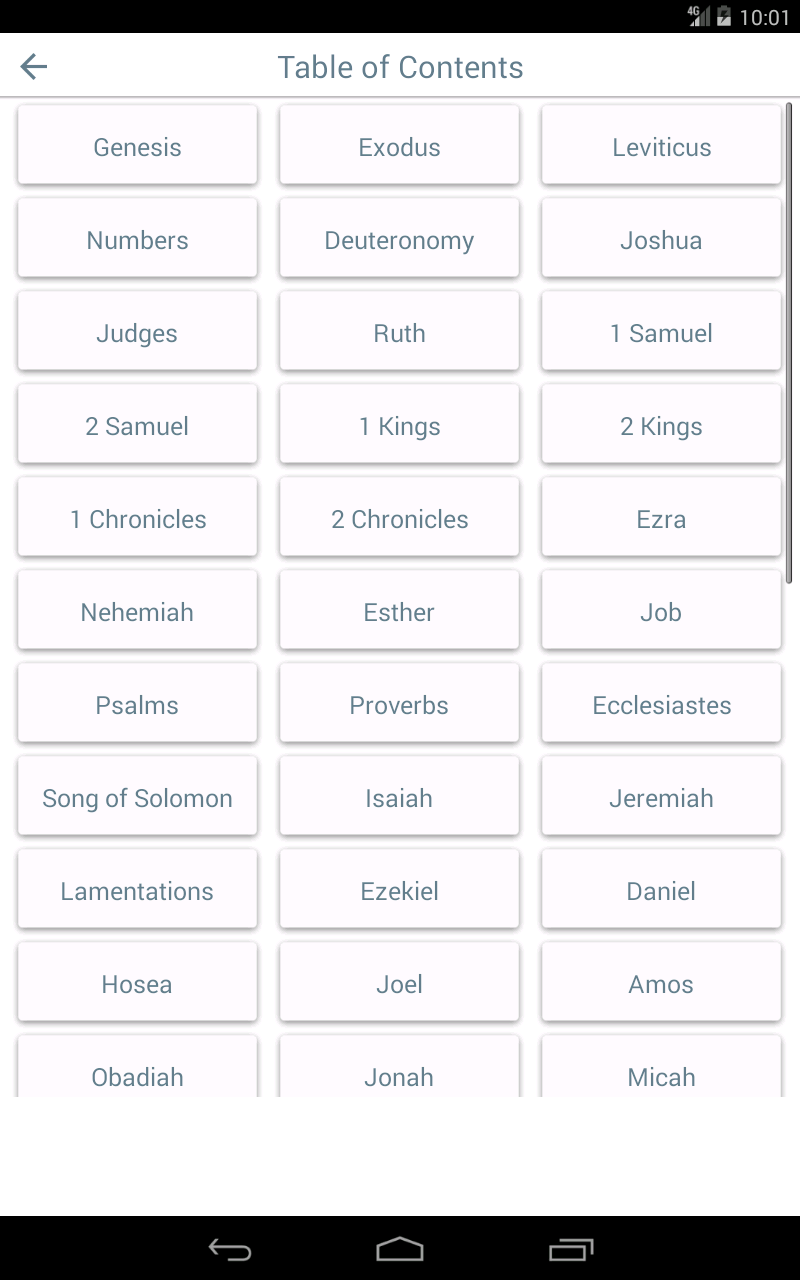 4G 10:01
Table of Contents
Genesis Exodus Leviticus
Numbers Deuteronomy Joshua
Judges Ruth 1 Samuel
2 Samuel 1 Kings 2 Kings
1 Chronicles 2 Chronicles Ezra
Nehemiah Esther Job
Psalms Proverbs Ecclesiastes
Song of Solomon Isaiah Jeremiah
Lamentations Ezekiel Daniel
Hosea Joel Amos
Obadiah Jonah Micah